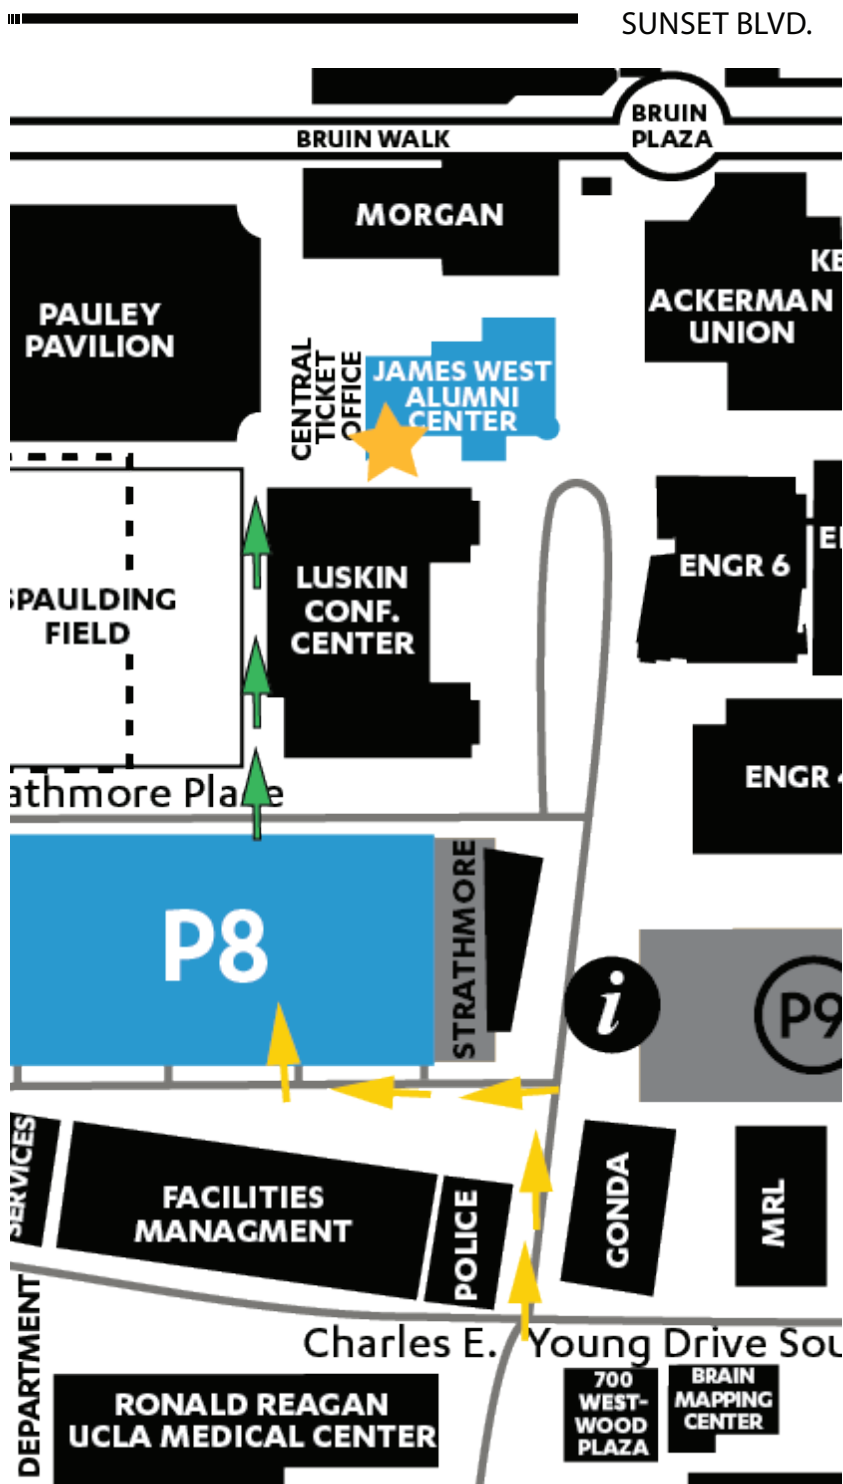 SUNSET BLVD.
BRUIN
PLAZA
BRUIN WALK
MORGAN
KE
ACKERMAN
UNION
PAULEY
PAVILION
CENTRAL
TICKET
OFFICE
JAMES WEST
ALUMNI
CENTER
LUSKIN
CONF.
CENTER
ENGR 6
SPAULDING
FIELD
ENGR 4
athmore Place
P8
STRATHMORE
i
P9
SERVICES
FACILITIES
MANAGMENT
POLICE
GONDA
MRL
DEPARTMENT
Charles E. Young Drive Sou
RONALD REAGAN
UCLA MEDICAL CENTER
700
WEST-
WOOD
PLAZA
BRAIN
MAPPING
CENTER